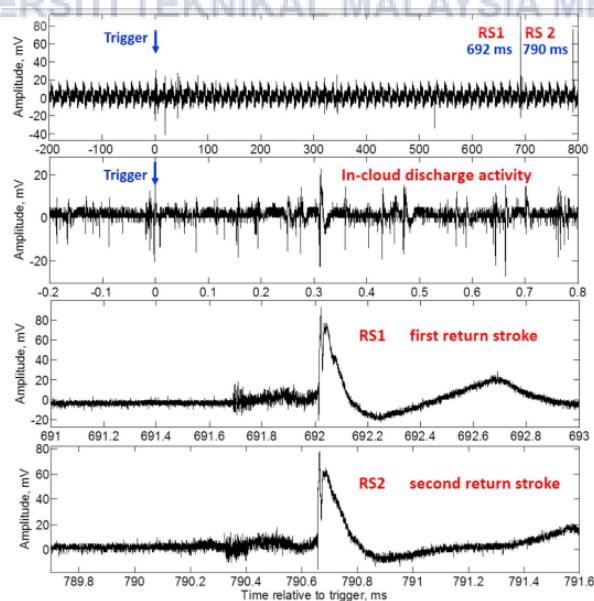 ERSITI TEKNIKAL MALAYSIA ME
Trigger
RS1 RS 2
692 ms 790 ms
Amplitude, mV
80
60
40
20
0
-20
-40
-200 -100 0 100 200 300 400 500 600 700 800
Trigger
In-cloud discharge activity
Amplitude, mV
20
0
-20
-0.2 -0.1 0 0.1 0.2 0.3 0.4 0.5 0.6 0.7 0.8
RS1 first return stroke
Amplitude, mV
80
60
40
20
0
-20
691 691.2 691.4 691.6 691.8 692 692.2 692.4 692.6 692.8 693
RS2 second return stroke
Amplitude, mV
80
60
40
20
0
789.8 790 790.2 790.4 790.6 790.8 791 791.2 791.4 791.6
Time relative to trigger, ms